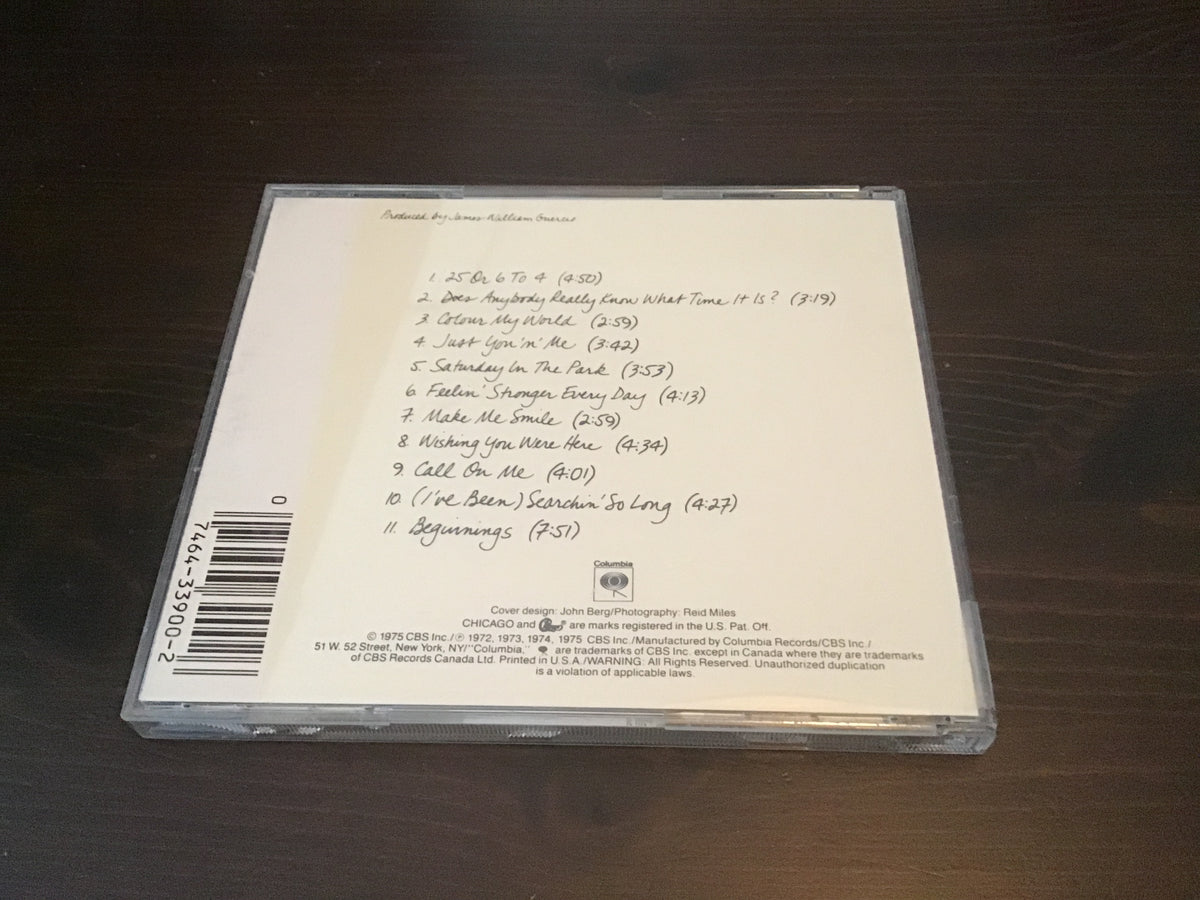 Produced by James William Guercio
1. 25 Or 6 To 4 (4:50)
2. Does Anybody Really Know What Time It Is? (3:19)
3. Colour My World (2:59)
4. Just You 'n' Me (3:42)
5. Saturday In The Park (3:53)
6. Feelin' Stronger Every Day (4:13)
7. Make Me Smile (2:59)
8. Wishing You Were Here (4:34)
9. Call On Me (4:01)
10. (I've Been) Searchin' So Long (4:27)
11. Beginnings (7:51)
0
7464-33900-2
Columbia
Cover design: John Berg/Photography: Reid Miles
CHICAGO and ® are marks registered in the U.S. Pat. Off.
© 1975 CBS Inc./℗ 1972, 1973, 1974, 1975 CBS Inc./Manufactured by Columbia Records/CBS Inc./
51 W. 52 Street, New York, NY/"Columbia," are trademarks of CBS Inc. except in Canada where they are trademarks
of CBS Records Canada Ltd. Printed in U.S.A./WARNING: All Rights Reserved. Unauthorized duplication
is a violation of applicable laws.